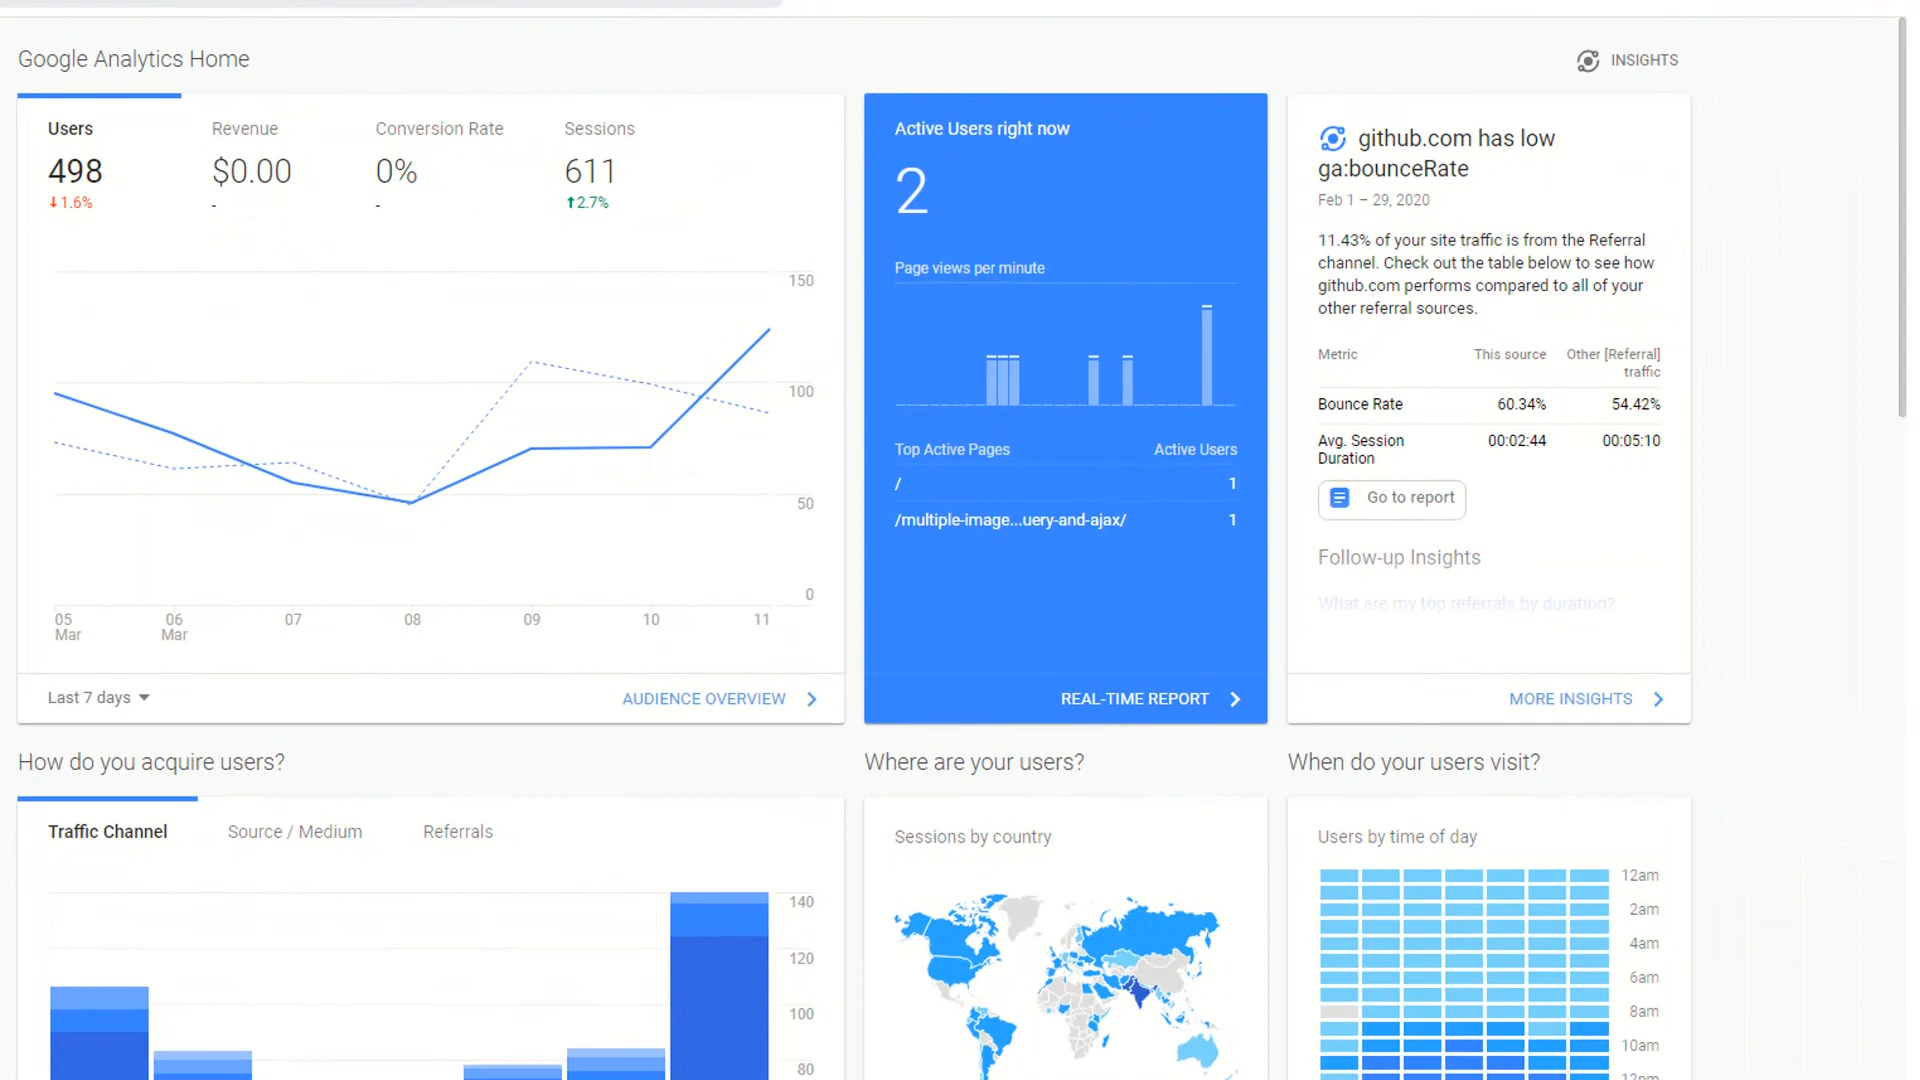 Google Analytics Home
INSIGHTS
Users
498
1.6%
Revenue
$0.00
-
Conversion Rate
0%
-
Sessions
611
2.7%
150
100
50
0
05
Mar
06
Mar
07
08
09
10
11
Last 7 days
AUDIENCE OVERVIEW
Active Users right now
2
Page views per minute
Top Active Pages Active Users
/ 1
/multiple-image...uery-and-ajax/ 1
REAL-TIME REPORT
github.com has low
ga:bounceRate
Feb 1 – 29, 2020
11.43% of your site traffic is from the Referral
channel. Check out the table below to see how
github.com performs compared to all of your
other referral sources.
Metric This source Other [Referral]
traffic
Bounce Rate 60.34% 54.42%
Avg. Session 00:02:44 00:05:10
Duration
Go to report
Follow-up Insights
What are my top referrals by duration?
MORE INSIGHTS
How do you acquire users?
Traffic Channel Source / Medium Referrals
140
120
100
80
Where are your users?
Sessions by country
When do your users visit?
Users by time of day
12am
2am
4am
6am
8am
10am
12pm